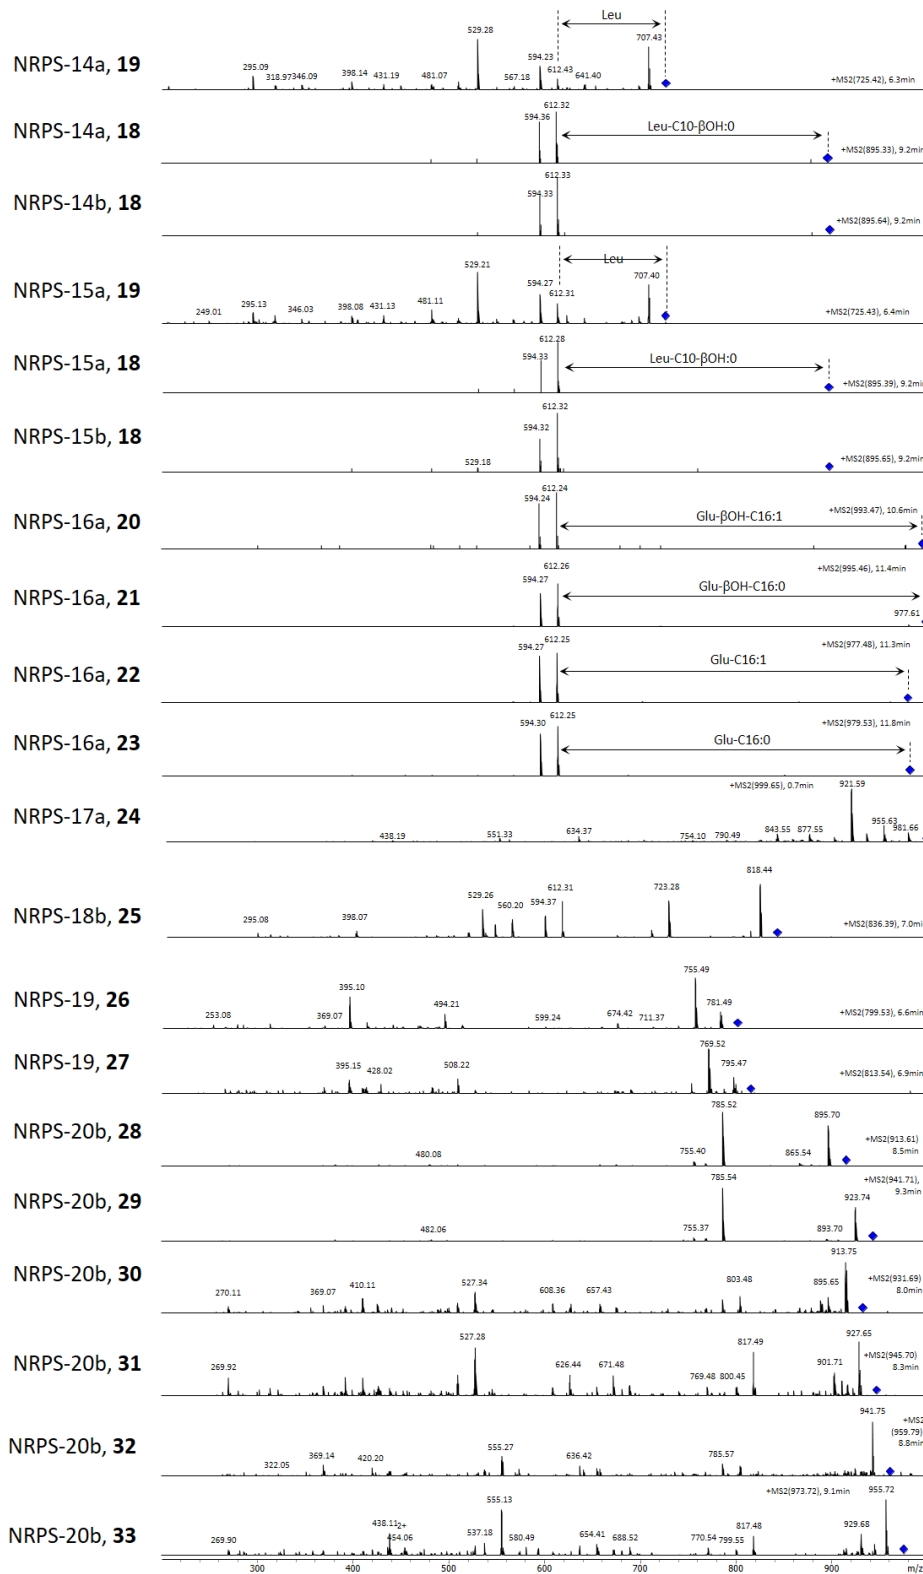 Leu
529.28
707.43
NRPS-14a, 19
295.09
318.97
346.09
398.14
431.19
481.07
567.18
594.23
612.43
641.40
+MS2(725.42), 6.3min
612.32
594.36
Leu-C10-βOH:0
NRPS-14a, 18
+MS2(895.33), 9.2min
612.33
594.33
NRPS-14b, 18
+MS2(895.64), 9.2min
529.21
Leu
707.40
NRPS-15a, 19
249.01
295.13
346.03
398.08
431.13
481.11
594.27
612.31
+MS2(725.43), 6.4min
612.28
594.33
Leu-C10-βOH:0
NRPS-15a, 18
+MS2(895.39), 9.2min
612.32
594.32
NRPS-15b, 18
529.18
+MS2(895.65), 9.2min
612.24
594.24
Glu-βOH-C16:1
+MS2(993.47), 10.6min
NRPS-16a, 20
612.26
594.27
Glu-βOH-C16:0
+MS2(995.46), 11.4min
NRPS-16a, 21
977.61
612.25
594.27
Glu-C16:1
+MS2(977.48), 11.3min
NRPS-16a, 22
612.25
594.30
Glu-C16:0
+MS2(979.53), 11.8min
NRPS-16a, 23
+MS2(999.65), 0.7min
921.59
NRPS-17a, 24
438.19
551.33
634.37
754.10
790.49
843.55
877.55
955.63
981.66
818.44
NRPS-18b, 25
295.08
398.07
529.26
560.20
594.37
612.31
723.28
+MS2(836.39), 7.0min
755.49
NRPS-19, 26
253.08
369.07
395.10
494.21
599.24
674.42
711.37
781.49
+MS2(799.53), 6.6min
769.52
NRPS-19, 27
395.15
428.02
508.22
795.47
+MS2(813.54), 6.9min
785.52
895.70
NRPS-20b, 28
480.08
755.40
865.54
+MS2(913.61)
8.5min
785.54
923.74
+MS2(941.71),
9.3min
NRPS-20b, 29
482.06
755.37
893.70
913.75
NRPS-20b, 30
270.11
369.07
410.11
527.34
608.36
657.43
803.48
895.65
+MS2(931.69)
8.0min
527.28
927.65
NRPS-20b, 31
269.92
626.44
671.48
769.48
800.45
817.49
901.71
+MS2(945.70)
8.3min
941.75
+MS2
(959.79)
8.8min
NRPS-20b, 32
322.05
369.14
420.20
555.27
636.42
785.57
555.13
+MS2(973.72), 9.1min
955.72
NRPS-20b, 33
269.90
438.11
2+
454.06
537.18
580.49
654.41
688.52
770.54
799.55
817.48
929.68
300
400
500
600
700
800
900
m/z